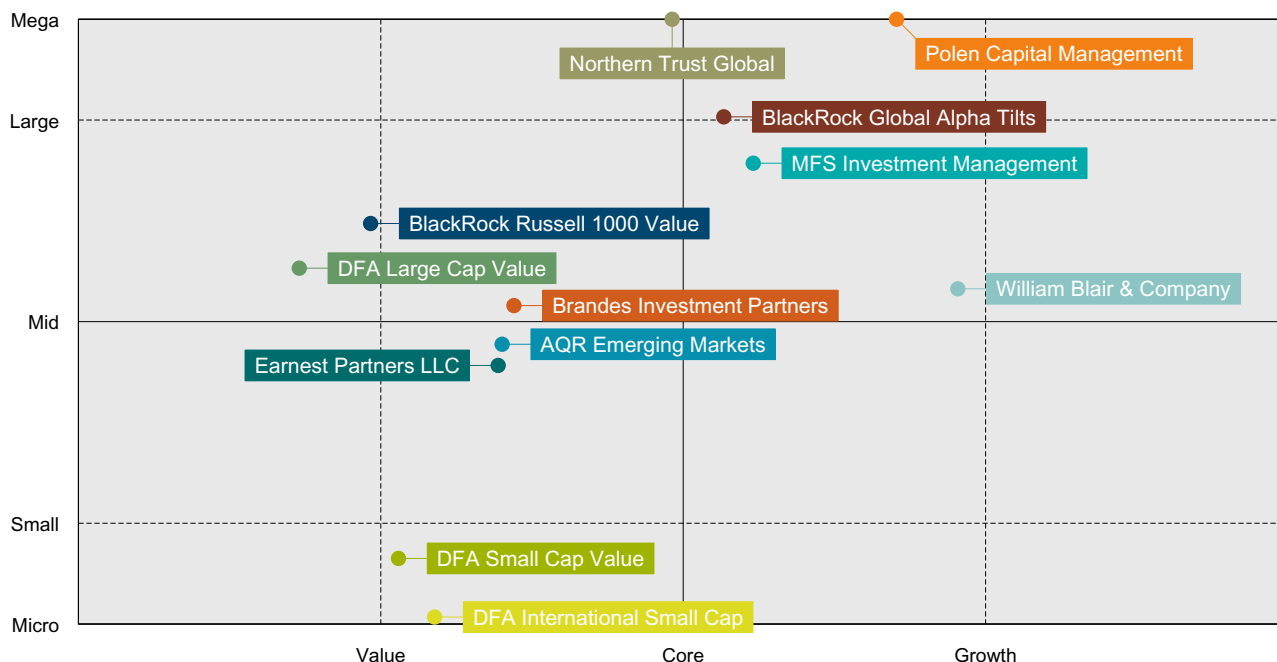 Mega
Northern Trust Global
Polen Capital Management
Large
BlackRock Global Alpha Tilts
MFS Investment Management
BlackRock Russell 1000 Value
DFA Large Cap Value
William Blair & Company
Brandes Investment Partners
Mid
AQR Emerging Markets
Earnest Partners LLC
Small
DFA Small Cap Value
DFA International Small Cap
Micro
Value
Core
Growth